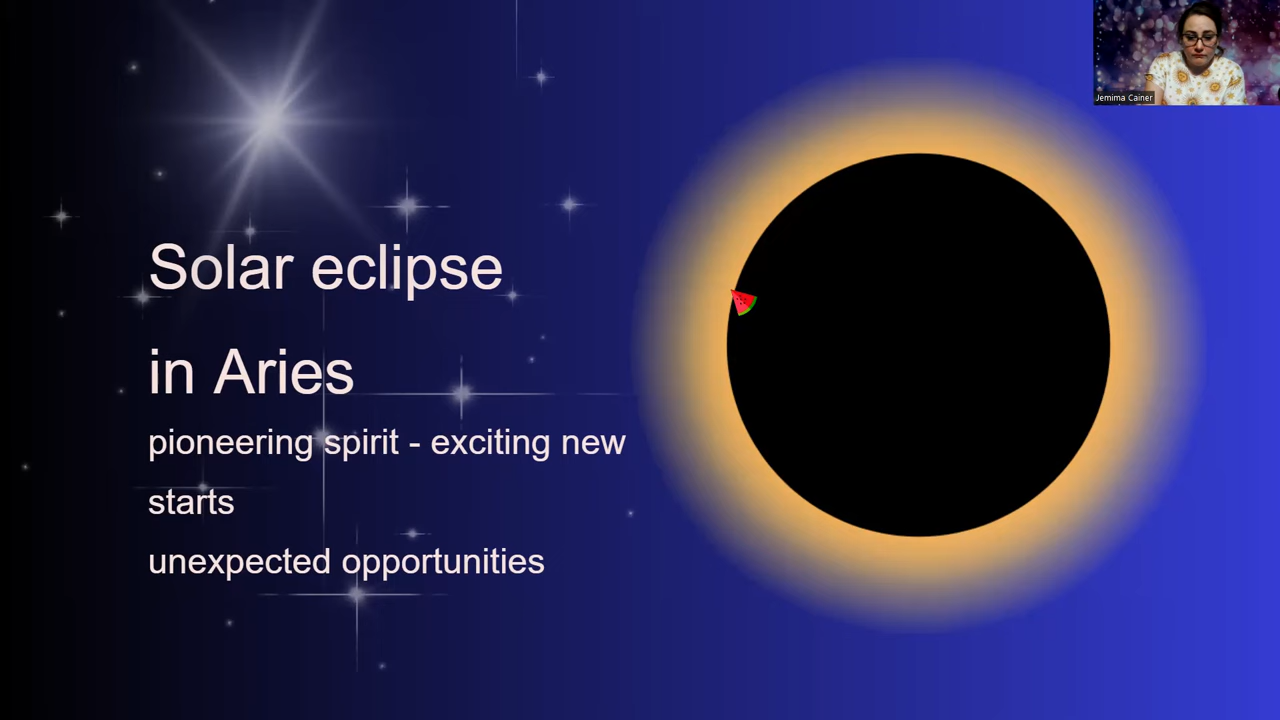 Jemima Cainer
Solar eclipse
in Aries
pioneering spirit - exciting new
starts
unexpected opportunities